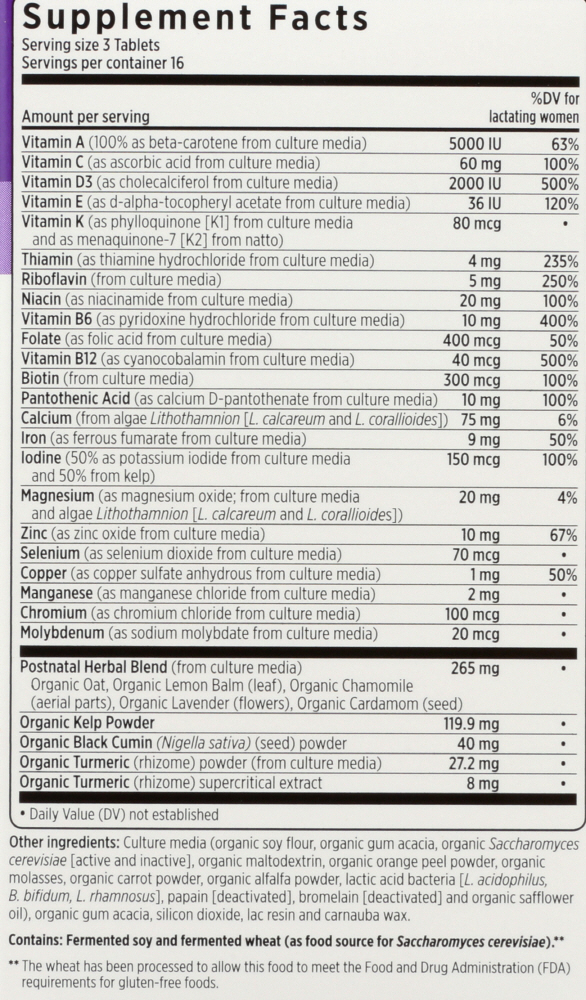 Supplement Facts
Serving size 3 Tablets
Servings per container 16
%DV for
Amount per serving lactating women
Vitamin A (100% as beta-carotene from culture media) 5000 IU 63%
Vitamin C (as ascorbic acid from culture media) 60 mg 100%
Vitamin D3 (as cholecalciferol from culture media) 2000 IU 500%
Vitamin E (as d-alpha-tocopheryl acetate from culture media) 36 IU 120%
Vitamin K (as phylloquinone [K1] from culture media 80 mcg •
and as menaquinone-7 [K2] from natto)
Thiamin (as thiamine hydrochloride from culture media) 4 mg 235%
Riboflavin (from culture media) 5 mg 250%
Niacin (as niacinamide from culture media) 20 mg 100%
Vitamin B6 (as pyridoxine hydrochloride from culture media) 10 mg 400%
Folate (as folic acid from culture media) 400 mcg 50%
Vitamin B12 (as cyanocobalamin from culture media) 40 mcg 500%
Biotin (from culture media) 300 mcg 100%
Pantothenic Acid (as calcium D-pantothenate from culture media) 10 mg 100%
Calcium (from algae Lithothamnion [L. calcareum and L. corallioides]) 75 mg 6%
Iron (as ferrous fumarate from culture media) 9 mg 50%
Iodine (50% as potassium iodide from culture media 150 mcg 100%
and 50% from kelp)
Magnesium (as magnesium oxide; from culture media 20 mg 4%
and algae Lithothamnion [L. calcareum and L. corallioides])
Zinc (as zinc oxide from culture media) 10 mg 67%
Selenium (as selenium dioxide from culture media) 70 mcg •
Copper (as copper sulfate anhydrous from culture media) 1 mg 50%
Manganese (as manganese chloride from culture media) 2 mg •
Chromium (as chromium chloride from culture media) 100 mcg •
Molybdenum (as sodium molybdate from culture media) 20 mcg •
Postnatal Herbal Blend (from culture media) 265 mg •
Organic Oat, Organic Lemon Balm (leaf), Organic Chamomile
(aerial parts), Organic Lavender (flowers), Organic Cardamom (seed)
Organic Kelp Powder 119.9 mg •
Organic Black Cumin (Nigella sativa) (seed) powder 40 mg •
Organic Turmeric (rhizome) powder (from culture media) 27.2 mg •
Organic Turmeric (rhizome) supercritical extract 8 mg •
• Daily Value (DV) not established
Other ingredients: Culture media (organic soy flour, organic gum acacia, organic Saccharomyces
cerevisiae [active and inactive], organic maltodextrin, organic orange peel powder, organic
molasses, organic carrot powder, organic alfalfa powder, lactic acid bacteria [L. acidophilus,
B. bifidum, L. rhamnosus], papain [deactivated], bromelain [deactivated] and organic safflower
oil), organic gum acacia, silicon dioxide, lac resin and carnauba wax.
Contains: Fermented soy and fermented wheat (as food source for Saccharomyces cerevisiae).**
** The wheat has been processed to allow this food to meet the Food and Drug Administration (FDA)
requirements for gluten-free foods.